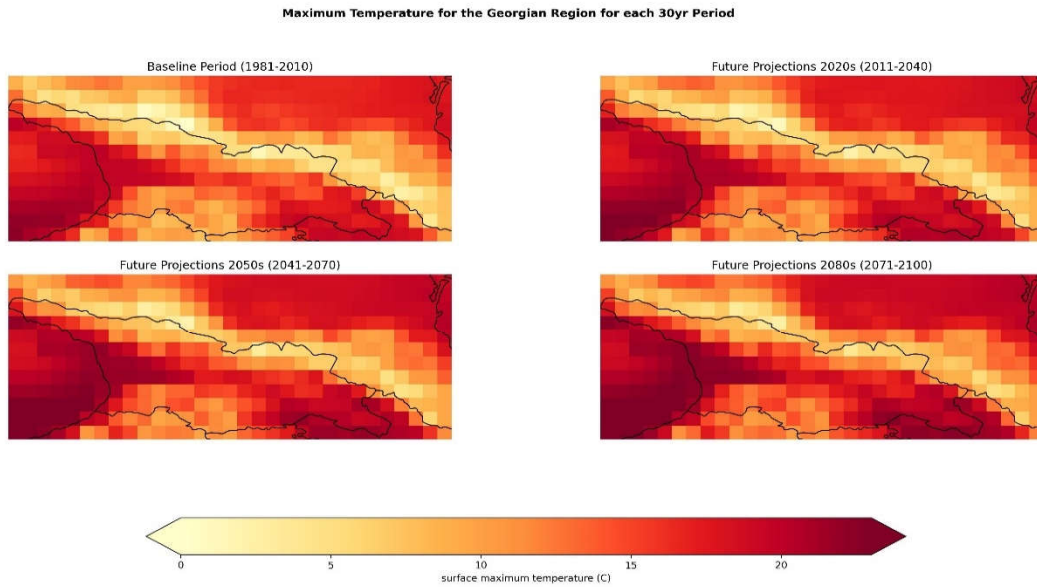 Maximum Temperature for the Georgian Region for each 30yr Period
Baseline Period (1981-2010)
Future Projections 2020s (2011-2040)
Future Projections 2050s (2041-2070)
Future Projections 2080s (2071-2100)
0 5 10 15 20
surface maximum temperature (C)